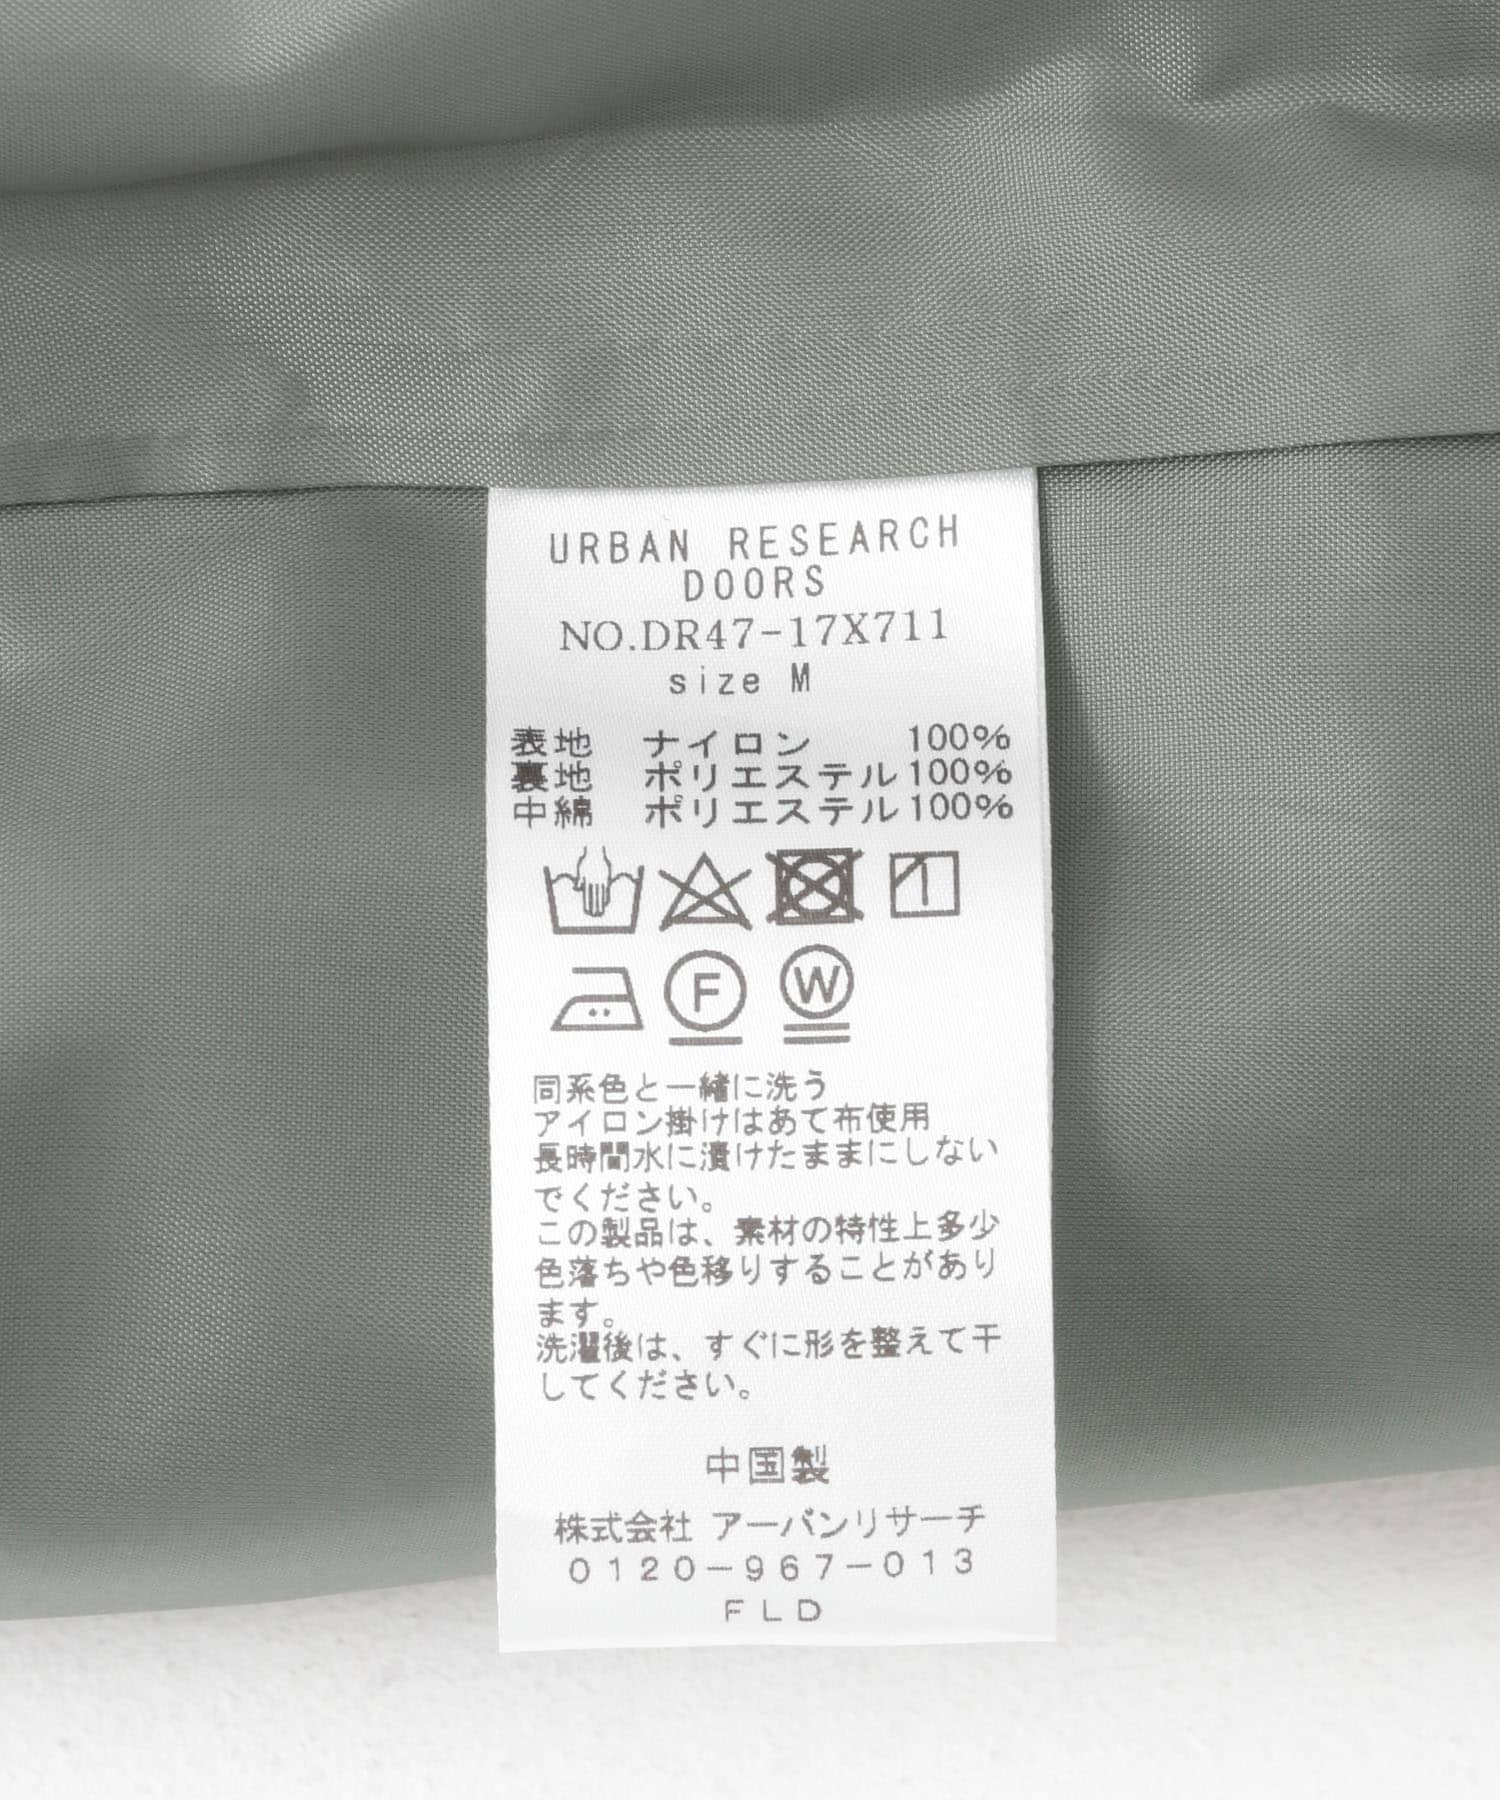 URBAN RESEARCH
DOORS
NO.DR47-17X711
size M
表地 ナイロン 100%
裏地 ポリエステル100%
中綿 ポリエステル100%
1
F W
同系色と一緒に洗う
アイロン掛けはあて布使用
長時間水に漬けたままにしない
でください。
この製品は、素材の特性上多少
色落ちや色移りすることがあり
ます。
洗濯後は、すぐに形を整えて干
してください。
中国製
株式会社 アーバンリサーチ
0120-967-013
FLD